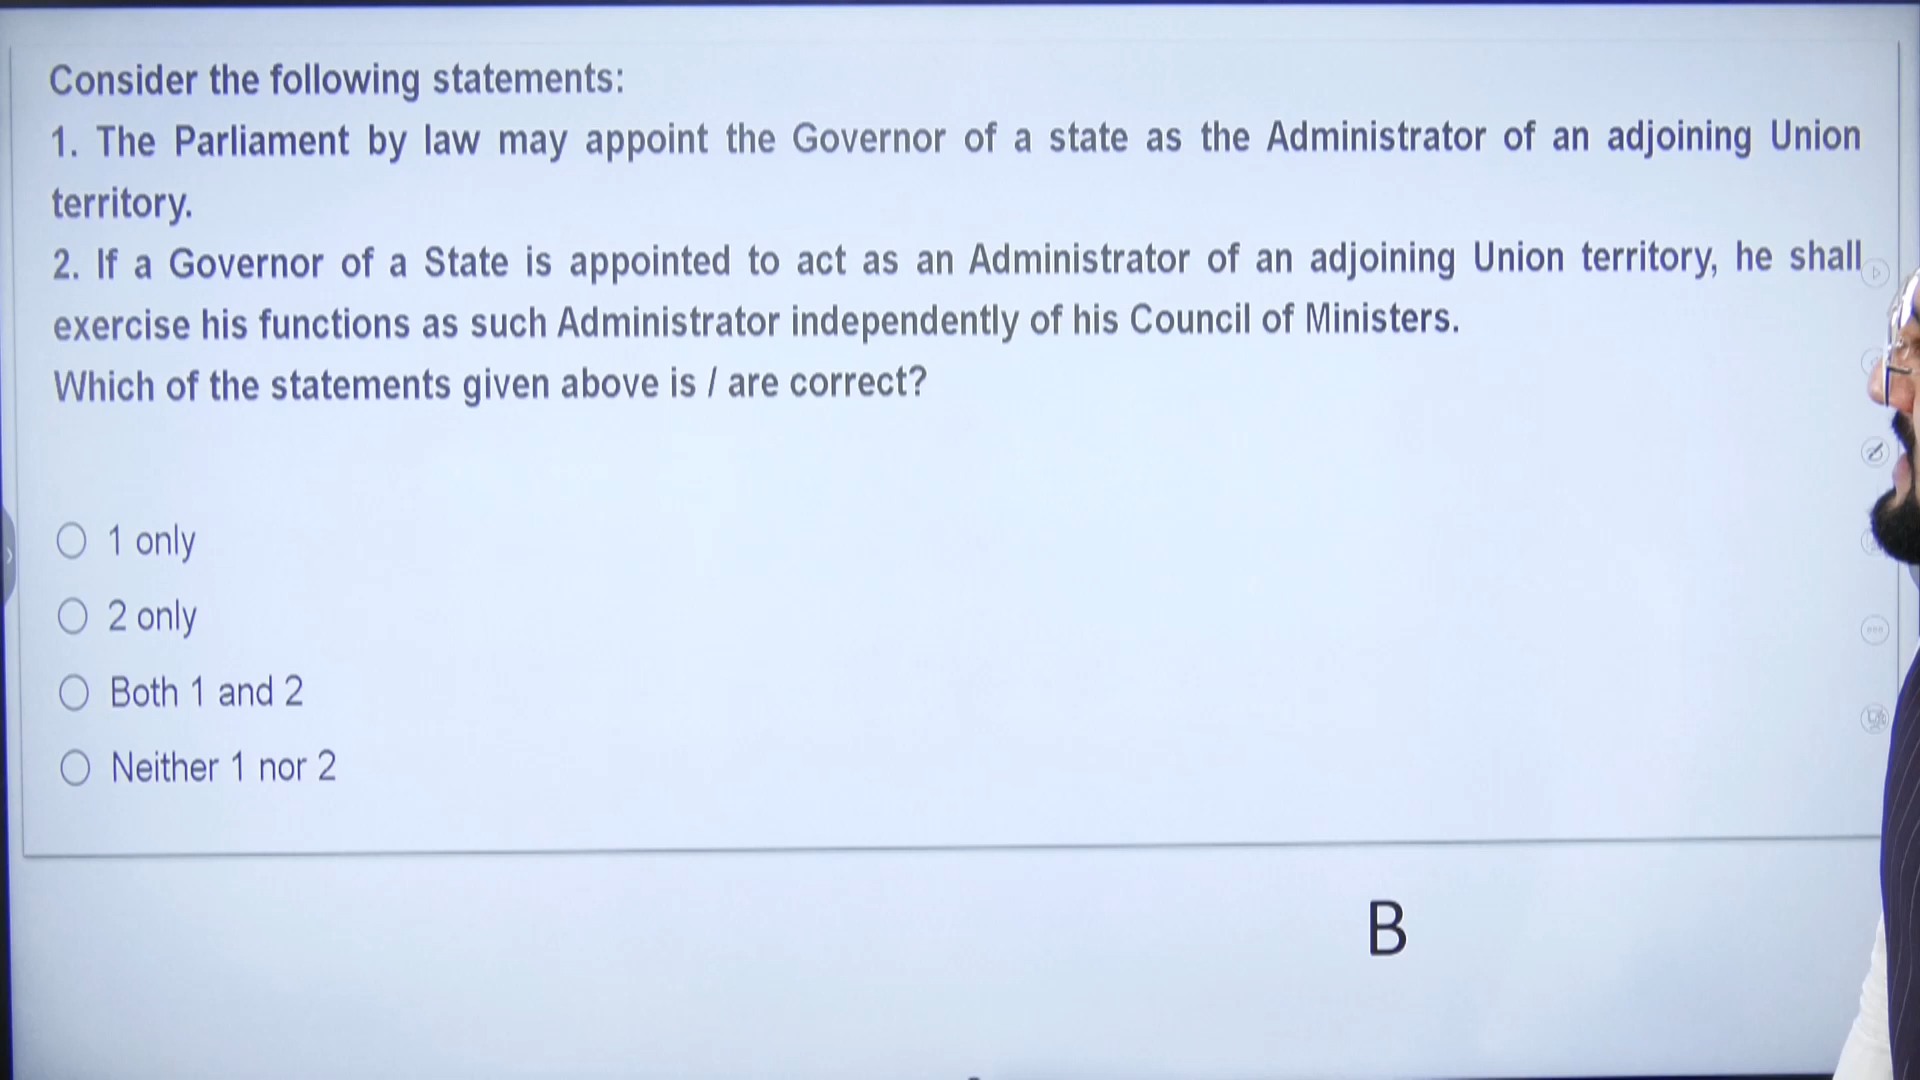 Consider the following statements:
1. The Parliament by law may appoint the Governor of a state as the Administrator of an adjoining Union
territory.
2. If a Governor of a State is appointed to act as an Administrator of an adjoining Union territory, he shall
exercise his functions as such Administrator independently of his Council of Ministers.
Which of the statements given above is / are correct?
1 only
2 only
Both 1 and 2
Neither 1 nor 2
B